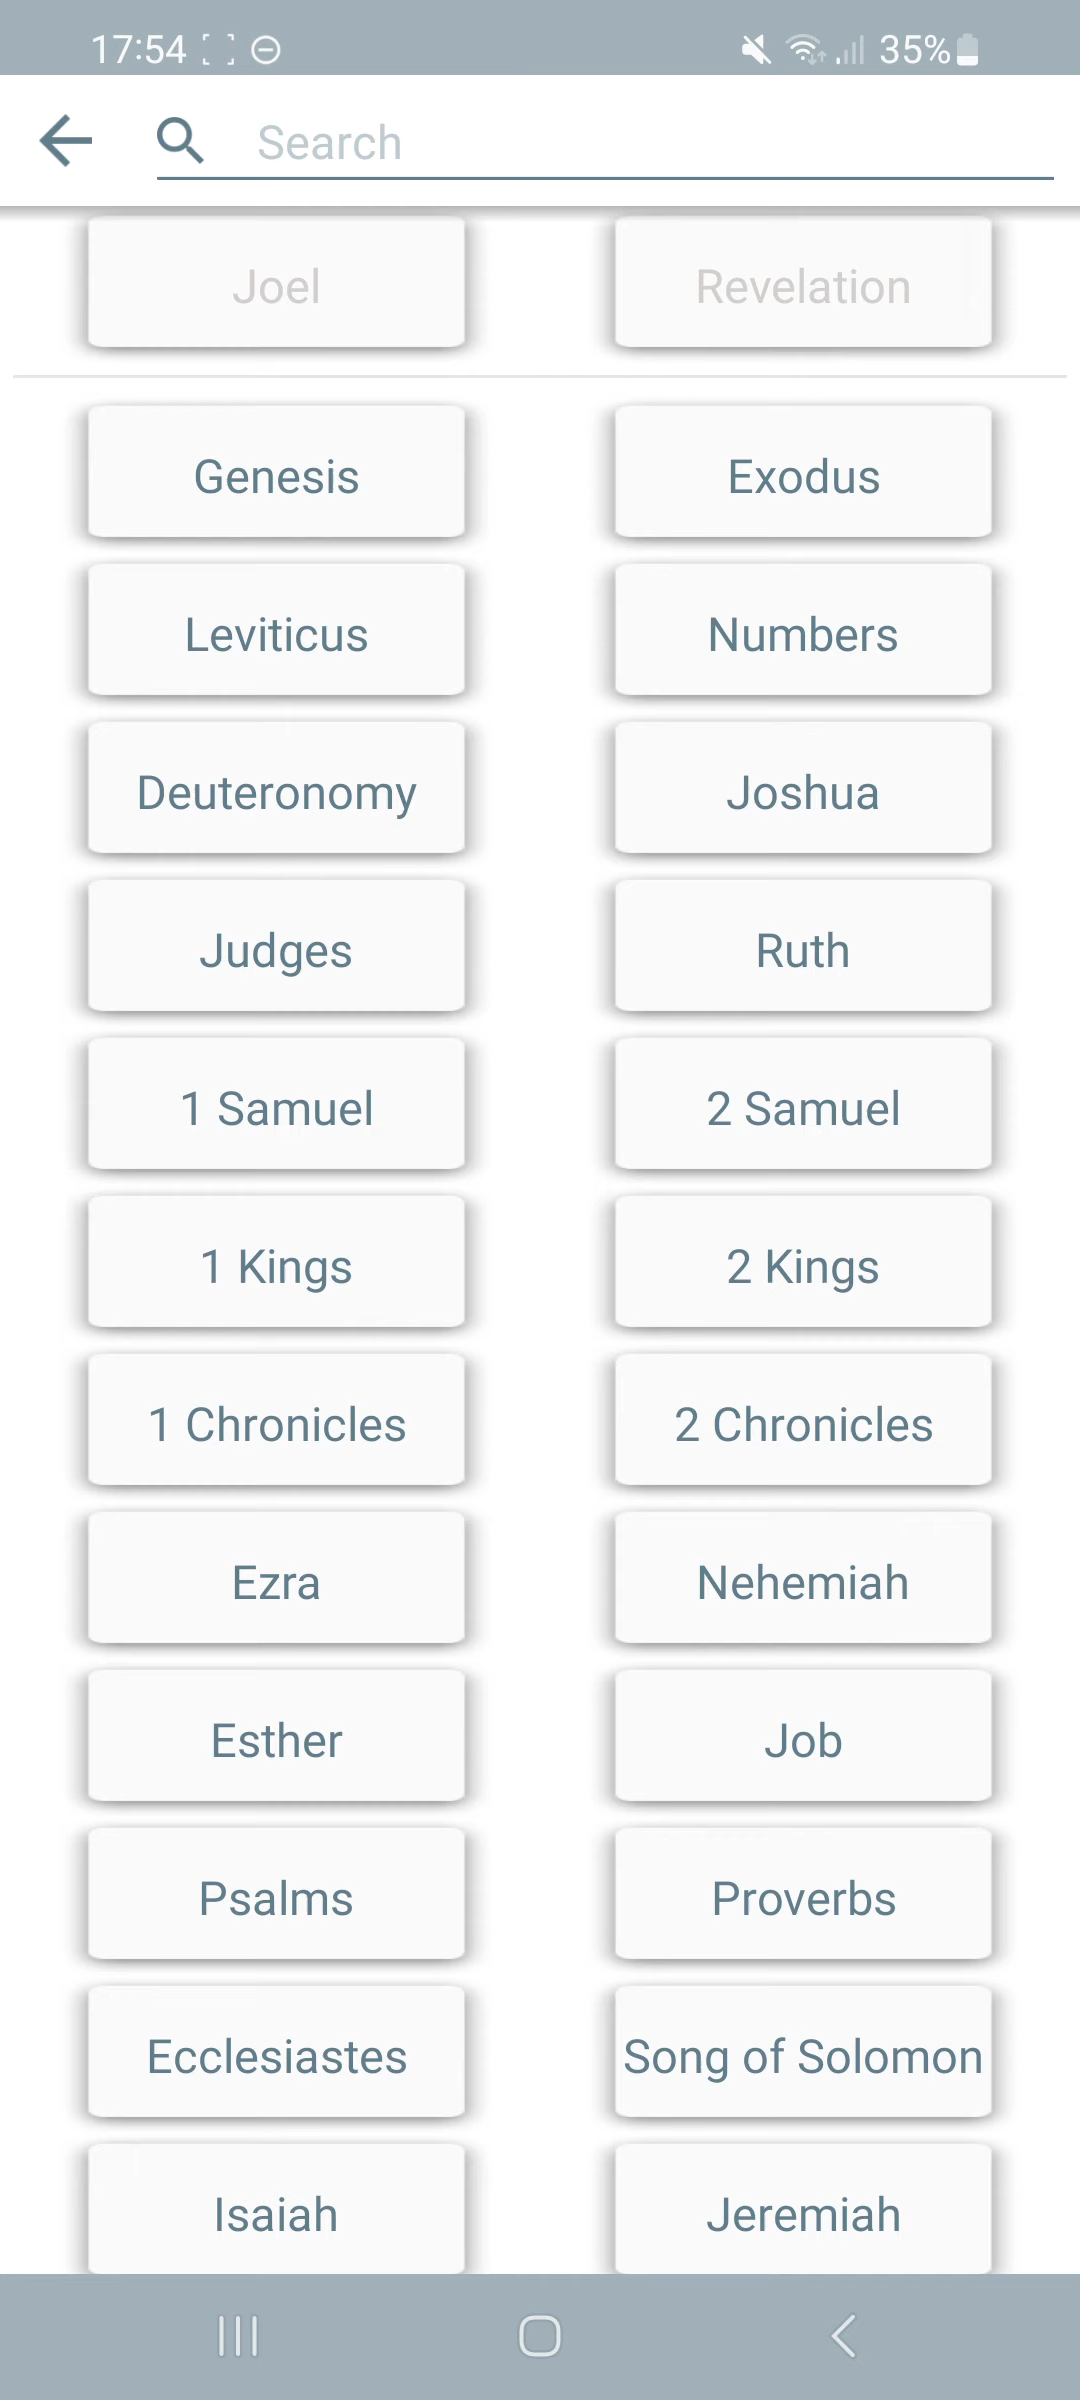 17:54 35%
Search
Joel Revelation
Genesis Exodus
Leviticus Numbers
Deuteronomy Joshua
Judges Ruth
1 Samuel 2 Samuel
1 Kings 2 Kings
1 Chronicles 2 Chronicles
Ezra Nehemiah
Esther Job
Psalms Proverbs
Ecclesiastes Song of Solomon
Isaiah Jeremiah